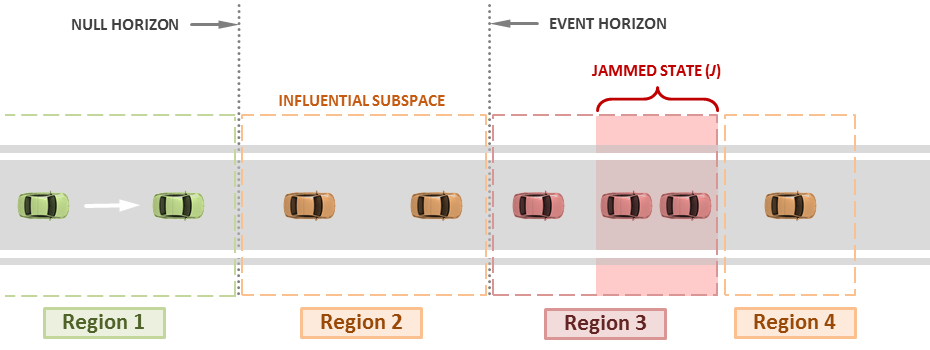 NULL HORIZON
EVENT HORIZON
JAMMED STATE (J)
INFLUENTIAL SUBSPACE
Region 1
Region 2
Region 3
Region 4